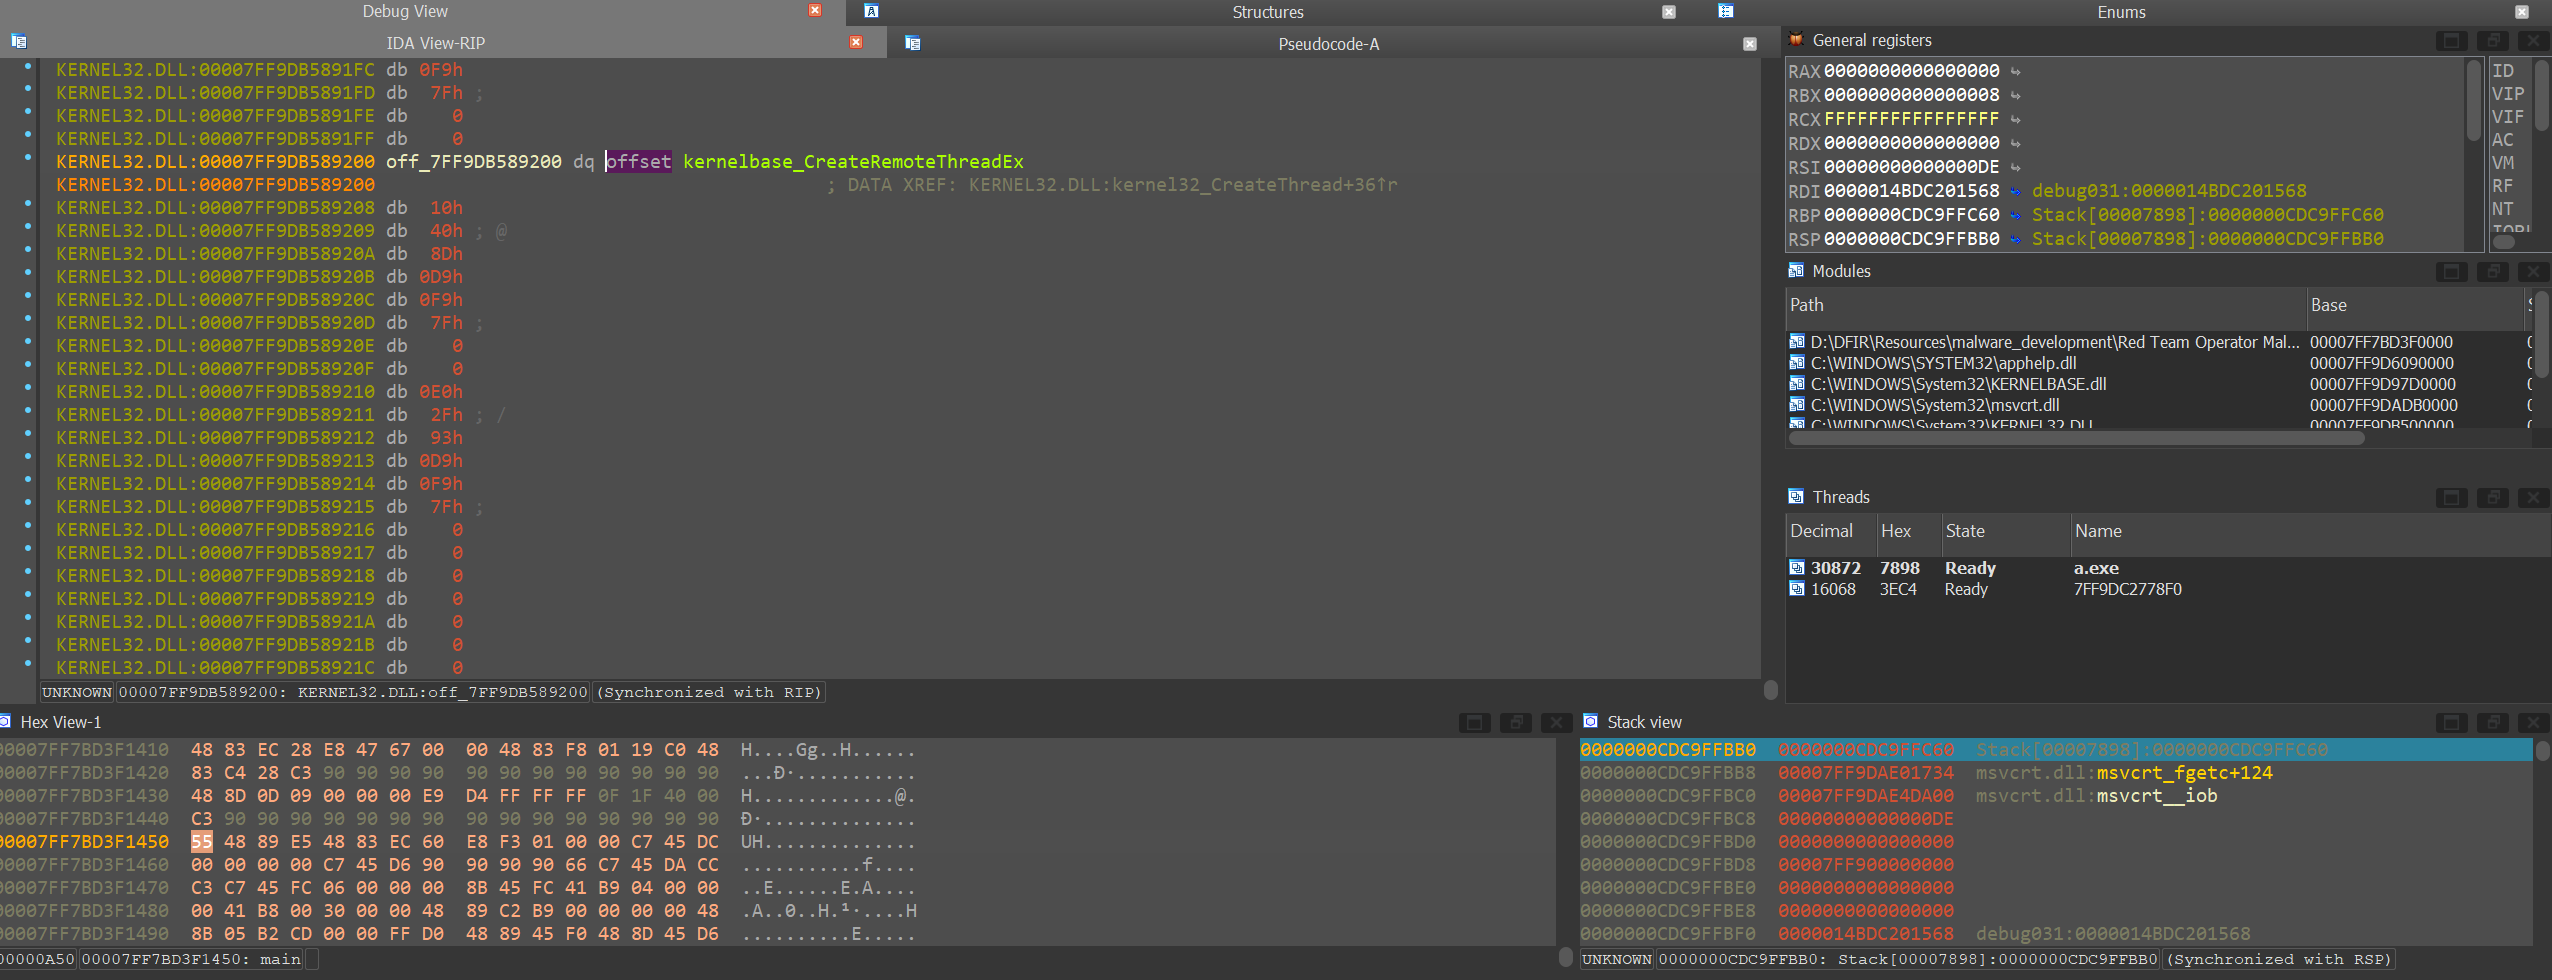 Debug View
Structures
Enums
IDA View-RIP
Pseudocode-A
KERNEL32.DLL:00007FF9DB5891FC db 0F9h
KERNEL32.DLL:00007FF9DB5891FD db 7Fh ;
KERNEL32.DLL:00007FF9DB5891FE db 0
KERNEL32.DLL:00007FF9DB5891FF db 0
KERNEL32.DLL:00007FF9DB589200 off_7FF9DB589200 dq offset kernelbase_CreateRemoteThreadEx
KERNEL32.DLL:00007FF9DB589200 ; DATA XREF: KERNEL32.DLL:kernel32_CreateThread+36↑r
KERNEL32.DLL:00007FF9DB589208 db 10h
KERNEL32.DLL:00007FF9DB589209 db 40h ; @
KERNEL32.DLL:00007FF9DB58920A db 8Dh
KERNEL32.DLL:00007FF9DB58920B db 0D9h
KERNEL32.DLL:00007FF9DB58920C db 0F9h
KERNEL32.DLL:00007FF9DB58920D db 7Fh ;
KERNEL32.DLL:00007FF9DB58920E db 0
KERNEL32.DLL:00007FF9DB58920F db 0
KERNEL32.DLL:00007FF9DB589210 db 0E0h
KERNEL32.DLL:00007FF9DB589211 db 2Fh ; /
KERNEL32.DLL:00007FF9DB589212 db 93h
KERNEL32.DLL:00007FF9DB589213 db 0D9h
KERNEL32.DLL:00007FF9DB589214 db 0F9h
KERNEL32.DLL:00007FF9DB589215 db 7Fh ;
KERNEL32.DLL:00007FF9DB589216 db 0
KERNEL32.DLL:00007FF9DB589217 db 0
KERNEL32.DLL:00007FF9DB589218 db 0
KERNEL32.DLL:00007FF9DB589219 db 0
KERNEL32.DLL:00007FF9DB58921A db 0
KERNEL32.DLL:00007FF9DB58921B db 0
KERNEL32.DLL:00007FF9DB58921C db 0
UNKNOWN 00007FF9DB589200: KERNEL32.DLL:off_7FF9DB589200 (Synchronized with RIP)
General registers
RAX 0000000000000000
RBX 0000000000000008
RCX FFFFFFFFFFFFFFFF
RDX 0000000000000000
RSI 00000000000000DE
RDI 0000014BDC201568 debug031:0000014BDC201568
RBP 0000000CDC9FFC60 Stack[00007898]:0000000CDC9FFC60
RSP 0000000CDC9FFBB0 Stack[00007898]:0000000CDC9FFBB0
ID
VIP
VIF
AC
VM
RF
NT
Modules
Path Base
D:\DFIR\Resources\malware_development\Red Team Operator Mal... 00007FF7BD3F0000
C:\WINDOWS\SYSTEM32\apphelp.dll 00007FF9D6090000
C:\WINDOWS\System32\KERNELBASE.dll 00007FF9D97D0000
C:\WINDOWS\System32\msvcrt.dll 00007FF9DADB0000
C:\WINDOWS\System32\KERNEL32.DLL 00007FF9DB500000
Threads
Decimal Hex State Name
30872 7898 Ready a.exe
16068 3EC4 Ready 7FF9DC2778F0
Hex View-1
00007FF7BD3F1410 48 83 EC 28 E8 47 67 00 00 48 83 F8 01 19 C0 48 H....Gg..H......
00007FF7BD3F1420 83 C4 28 C3 90 90 90 90 90 90 90 90 90 90 90 90 ...Ð·...........
00007FF7BD3F1430 48 8D 0D 09 00 00 00 E9 D4 FF FF FF 0F 1F 40 00 H.............@.
00007FF7BD3F1440 C3 90 90 90 90 90 90 90 90 90 90 90 90 90 90 90 Ð·..............
00007FF7BD3F1450 55 48 89 E5 48 83 EC 60 E8 F3 01 00 00 C7 45 DC UH..............
00007FF7BD3F1460 00 00 00 00 C7 45 D6 90 90 90 90 66 C7 45 DA CC ...........f....
00007FF7BD3F1470 C3 C7 45 FC 06 00 00 00 8B 45 FC 41 B9 04 00 00 ..E......E.A....
00007FF7BD3F1480 00 41 B8 00 30 00 00 48 89 C2 B9 00 00 00 00 48 .A..0..H.¹·....H
00007FF7BD3F1490 8B 05 B2 CD 00 00 FF D0 48 89 45 F0 48 8D 45 D6 ..........E.....
00000A50 00007FF7BD3F1450: main
Stack view
0000000CDC9FFBB0 0000000CDC9FFC60 Stack[00007898]:0000000CDC9FFC60
0000000CDC9FFBB8 00007FF9DAE01734 msvcrt.dll:msvcrt_fgetc+124
0000000CDC9FFBC0 00007FF9DAE4DA00 msvcrt.dll:msvcrt__iob
0000000CDC9FFBC8 00000000000000DE
0000000CDC9FFBD0 0000000000000000
0000000CDC9FFBD8 00007FF900000000
0000000CDC9FFBE0 0000000000000000
0000000CDC9FFBE8 0000000000000000
0000000CDC9FFBF0 0000014BDC201568 debug031:0000014BDC201568
UNKNOWN 0000000CDC9FFBB0: Stack[00007898]:0000000CDC9FFBB0 (Synchronized with RSP)